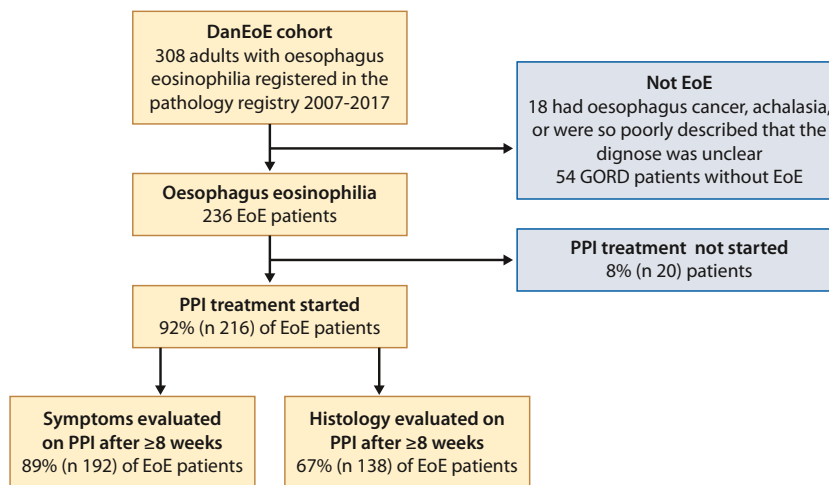 DanEoE cohort
308 adults with oesophagus
eosinophilia registered in the
pathology registry 2007-2017
Not EoE
18 had oesophagus cancer, achalasia,
or were so poorly described that the
dignose was unclear
54 GORD patients without EoE
Oesophagus eosinophilia
236 EoE patients
PPI treatment not started
8% (n 20) patients
PPI treatment started
92% (n 216) of EoE patients
Symptoms evaluated
on PPI after ≥8 weeks
89% (n 192) of EoE patients
Histology evaluated on
PPI after ≥8 weeks
67% (n 138) of EoE patients